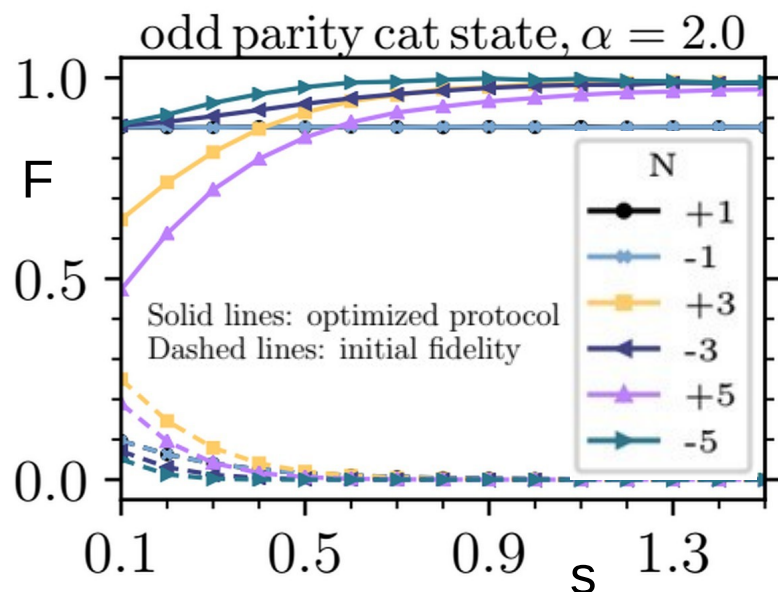 odd parity cat state, α = 2.0
1.0
F
0.5
0.0
Solid lines: optimized protocol
Dashed lines: initial fidelity
N
+1
-1
+3
-3
+5
-5
0.1 0.5 0.9 1.3
s